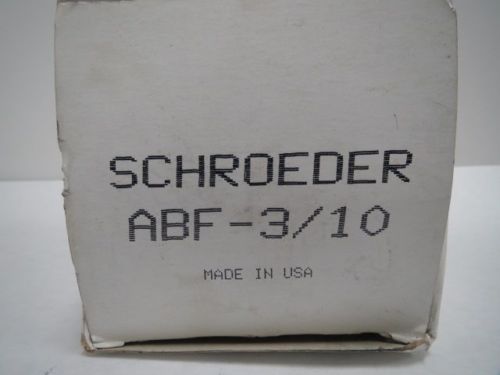 SCHROEDER
ABF-3/10
MADE IN USA